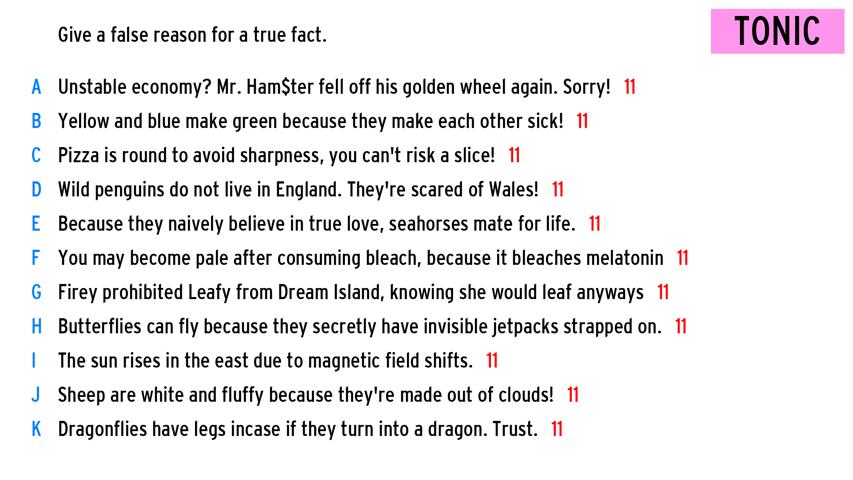 Give a false reason for a true fact.
TONIC
A Unstable economy? Mr. Ham$ter fell off his golden wheel again. Sorry! 11
B Yellow and blue make green because they make each other sick! 11
C Pizza is round to avoid sharpness, you can't risk a slice! 11
D Wild penguins do not live in England. They're scared of Wales! 11
E Because they naively believe in true love, seahorses mate for life. 11
F You may become pale after consuming bleach, because it bleaches melatonin 11
G Firey prohibited Leafy from Dream Island, knowing she would leaf anyways 11
H Butterflies can fly because they secretly have invisible jetpacks strapped on. 11
I The sun rises in the east due to magnetic field shifts. 11
J Sheep are white and fluffy because they're made out of clouds! 11
K Dragonflies have legs incase if they turn into a dragon. Trust. 11